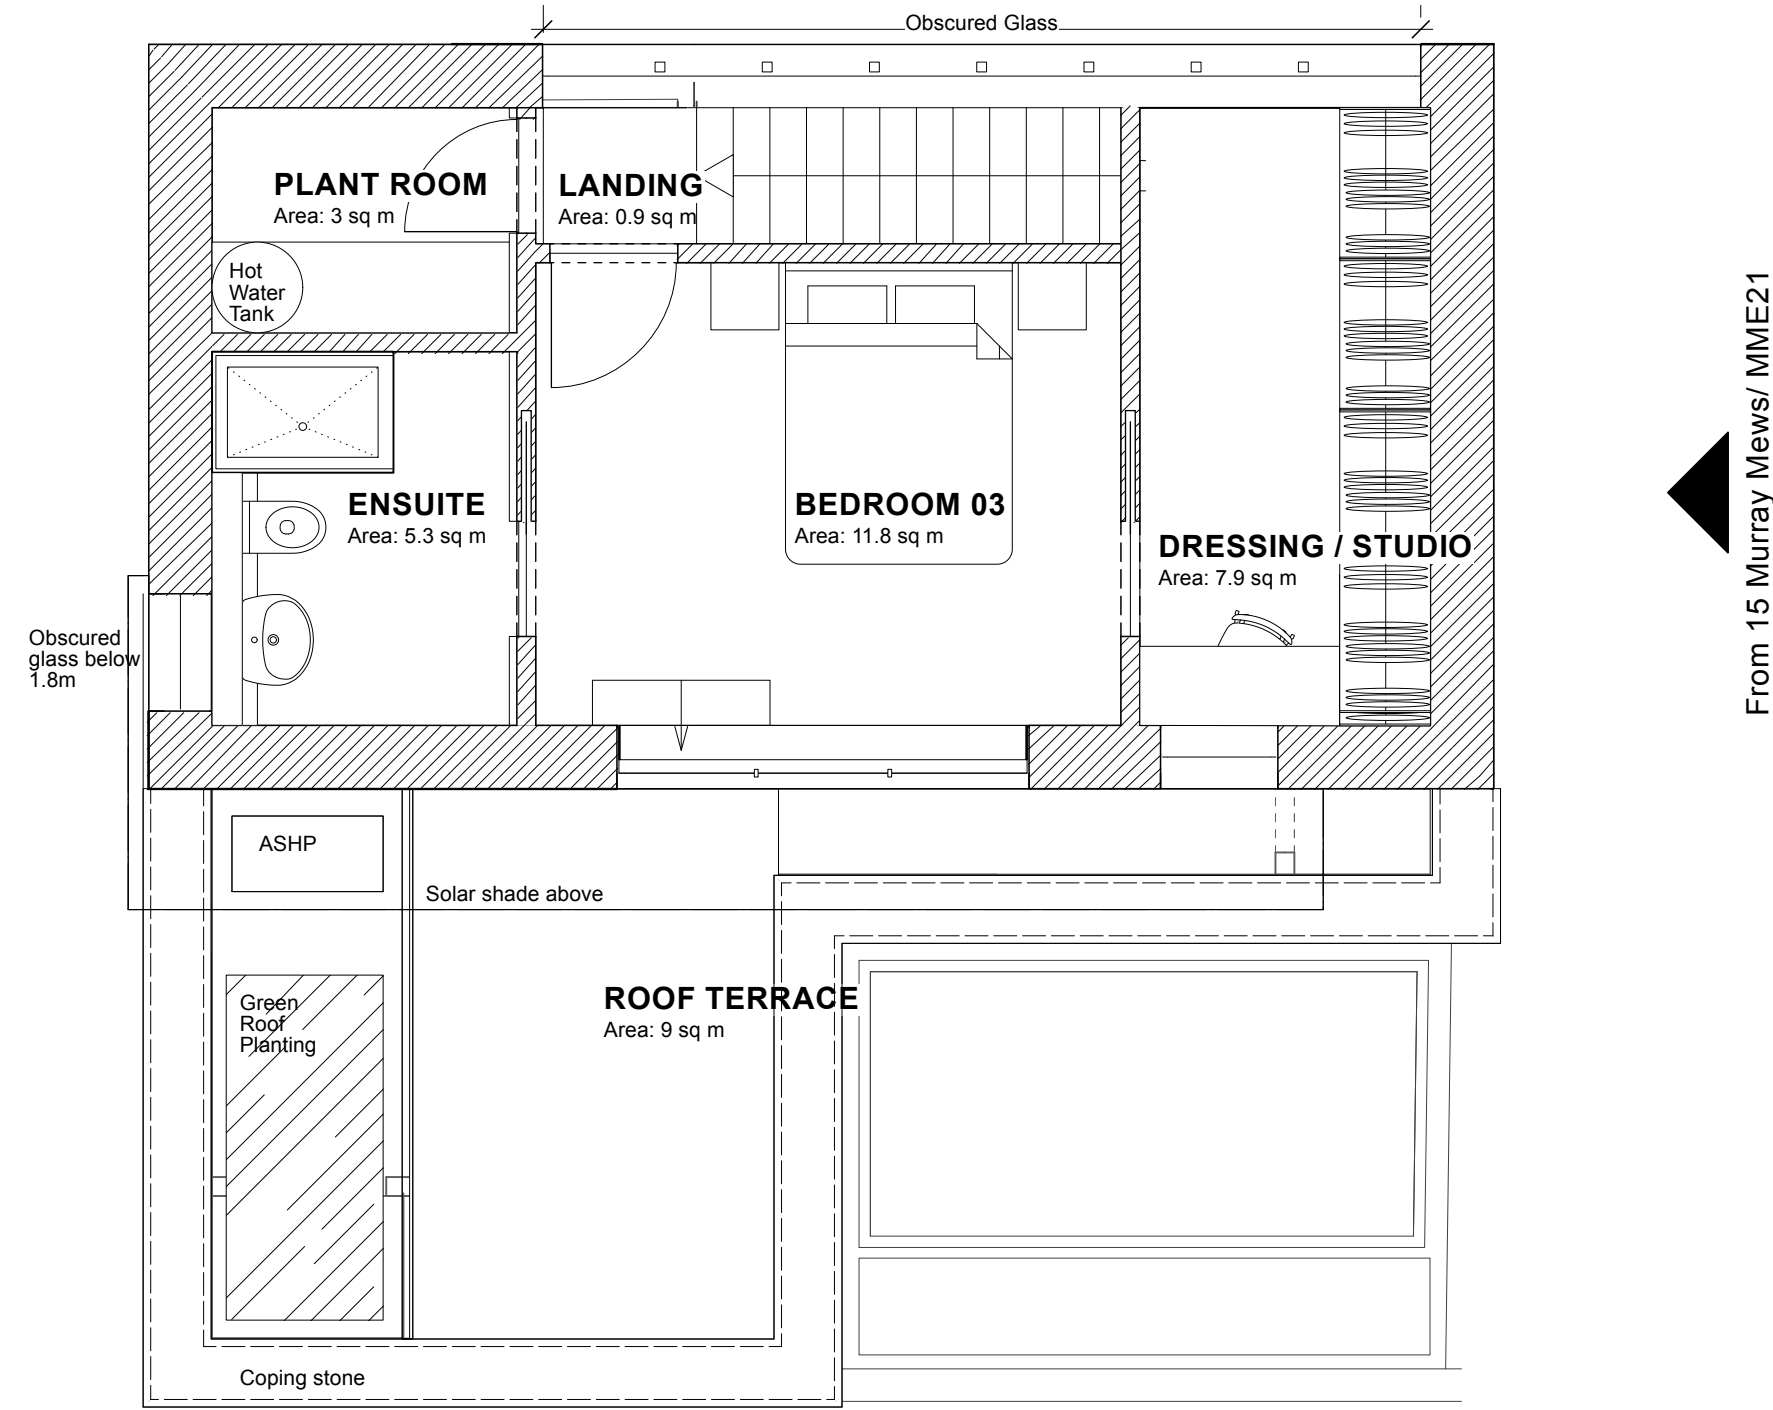 Obscured Glass
PLANT ROOM
Area: 3 sq m
LANDING
Area: 0.9 sq m
Hot
Water
Tank
ENSUITE
Area: 5.3 sq m
BEDROOM 03
Area: 11.8 sq m
DRESSING / STUDIO
Area: 7.9 sq m
From 15 Murray Mews/ MME21
Obscured
glass below
1.8m
ASHP
Solar shade above
Green
Roof
Planting
ROOF TERRACE
Area: 9 sq m
Coping stone